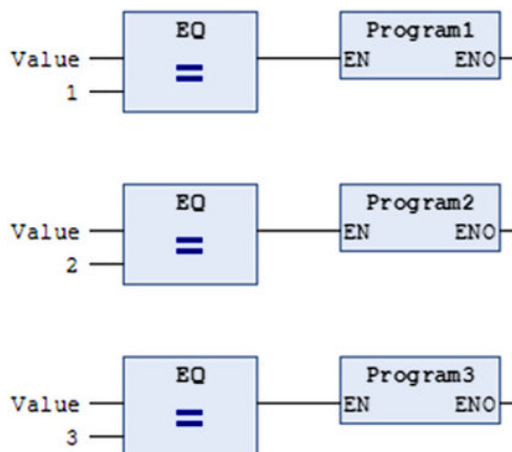 EQ Program1
Value = EN ENO
1
EQ Program2
Value = EN ENO
2
EQ Program3
Value = EN ENO
3